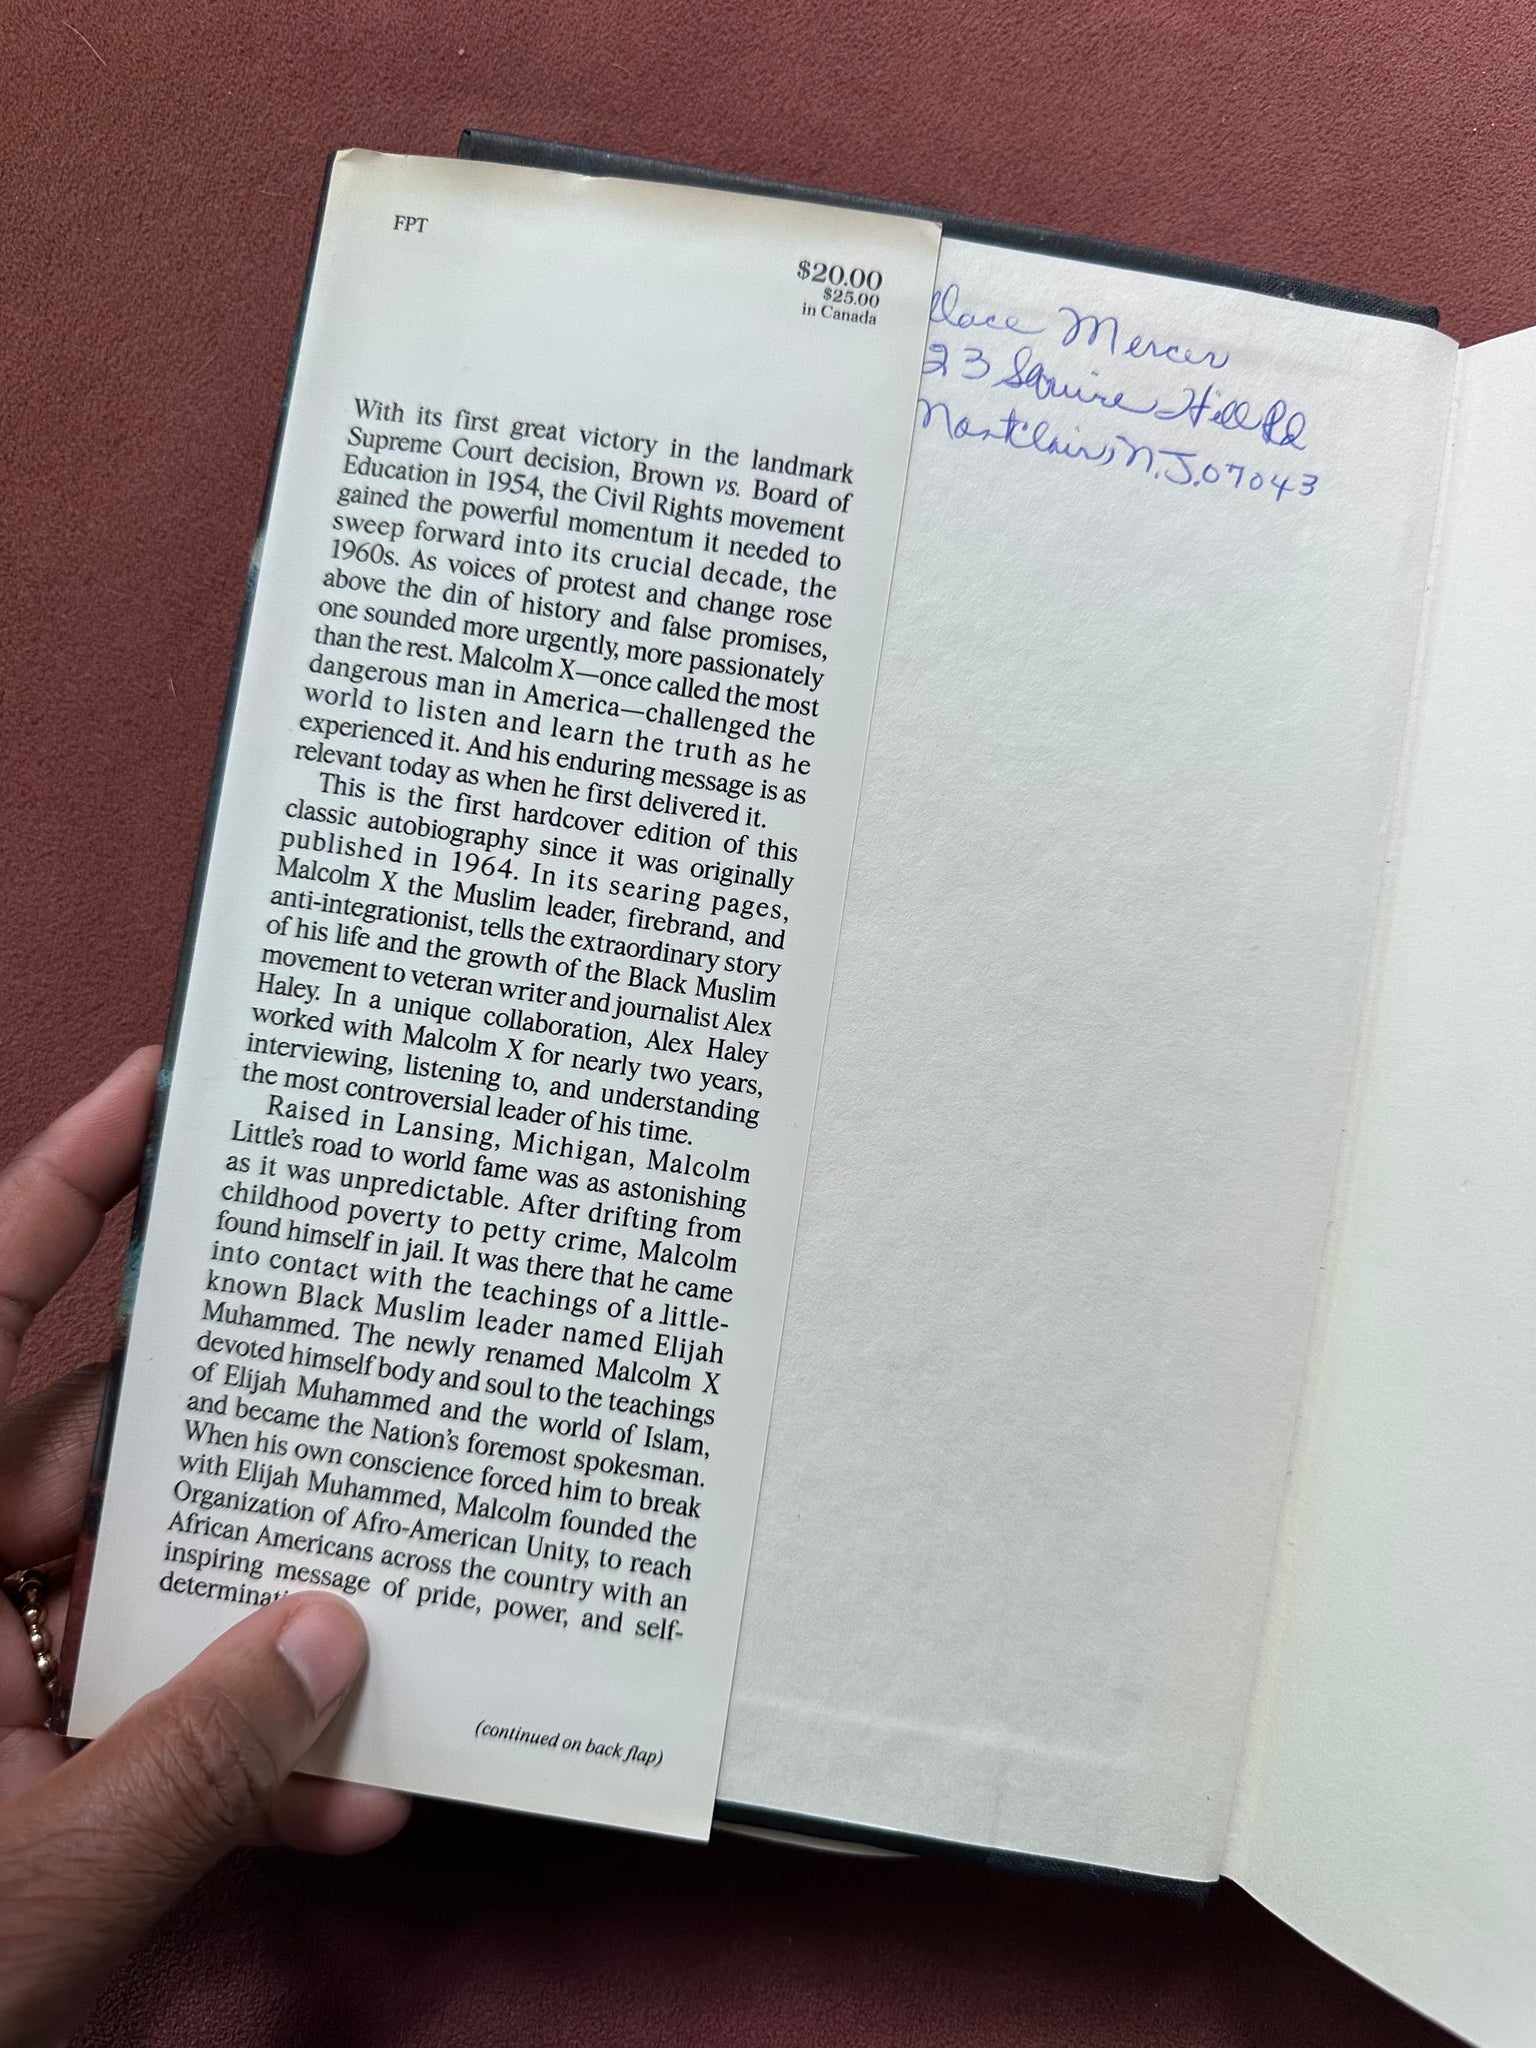 FPT
$20.00
$25.00
in Canada
With its first great victory in the landmark
Supreme Court decision, Brown vs. Board of
Education in 1954, the Civil Rights movement
gained the powerful momentum it needed to
sweep forward into its crucial decade, the
1960s. As voices of protest and change rose
above the din of history and false promises,
one sounded more urgently, more passionately
than the rest. Malcolm X—once called the most
dangerous man in America—challenged the
world to listen and learn the truth as he
experienced it. And his enduring message is as
relevant today as when he first delivered it.
This is the first hardcover edition of this
classic autobiography since it was originally
published in 1964. In its searing pages,
Malcolm X the Muslim leader, firebrand, and
anti-integrationist, tells the extraordinary story
of his life and the growth of the Black Muslim
movement to veteran writer and journalist Alex
Haley. In a unique collaboration, Alex Haley
worked with Malcolm X for nearly two years,
interviewing, listening to, and understanding
the most controversial leader of his time.
Raised in Lansing, Michigan, Malcolm
Little's road to world fame was as astonishing
as it was unpredictable. After drifting from
childhood poverty to petty crime, Malcolm
found himself in jail. It was there that he came
into contact with the teachings of a little-
known Black Muslim leader named Elijah
Muhammed. The newly renamed Malcolm X
devoted himself body and soul to the teachings
of Elijah Muhammed and the world of Islam,
and became the Nation's foremost spokesman.
When his own conscience forced him to break
with Elijah Muhammed, Malcolm founded the
Organization of Afro-American Unity, to reach
African Americans across the country with an
inspiring message of pride, power, and self-
(continued on back flap)
Mercer
23 Squire Hill Rd
Montclair, N.J. 07043